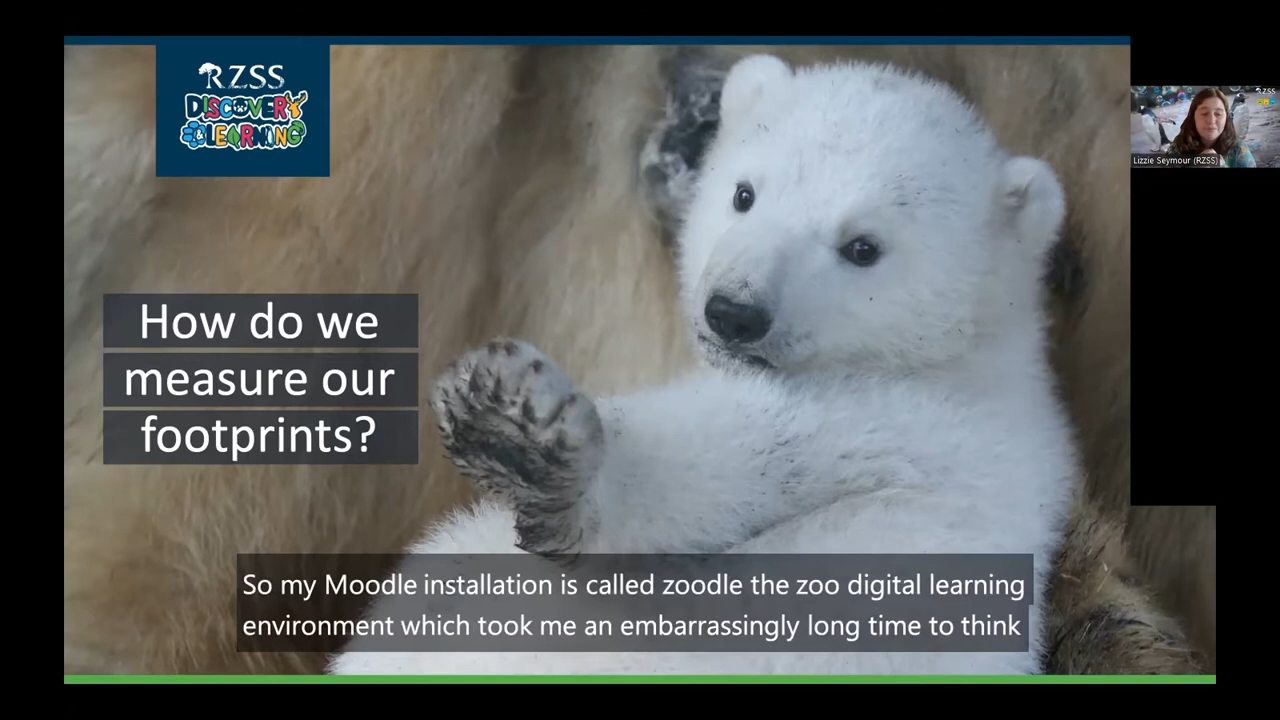 RZSS
DISCOVERY
& LEARNING
RZSS
Lizzie Seymour (RZSS)
How do we
measure our
footprints?
So my Moodle installation is called zoodle the zoo digital learning
environment which took me an embarrassingly long time to think